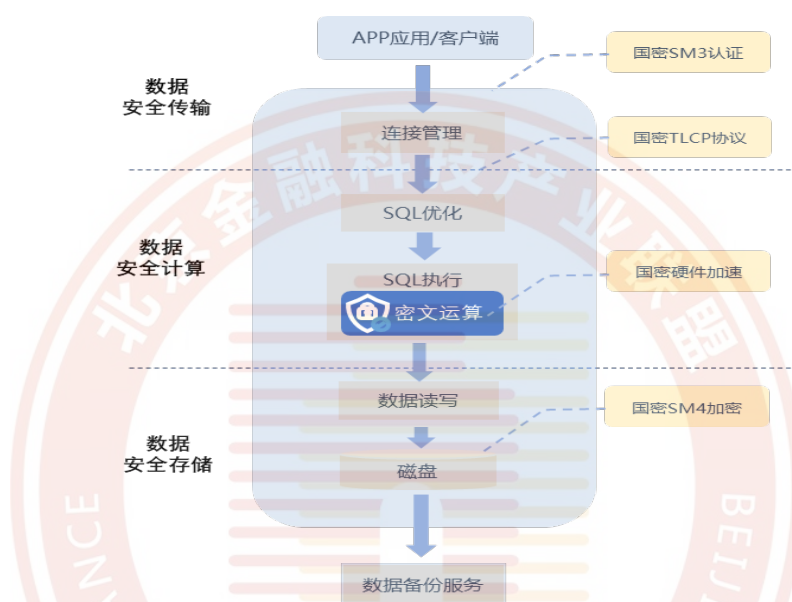 APP应用/客户端
国密SM3认证
数据
安全传输
连接管理
国密TLCP协议
SQL优化
数据
安全计算
SQL执行
国密硬件加速
密文运算
数据读写
国密SM4加密
数据
安全存储
磁盘
数据备份服务
北京金融科技产业联盟
ANCE
BEIJ